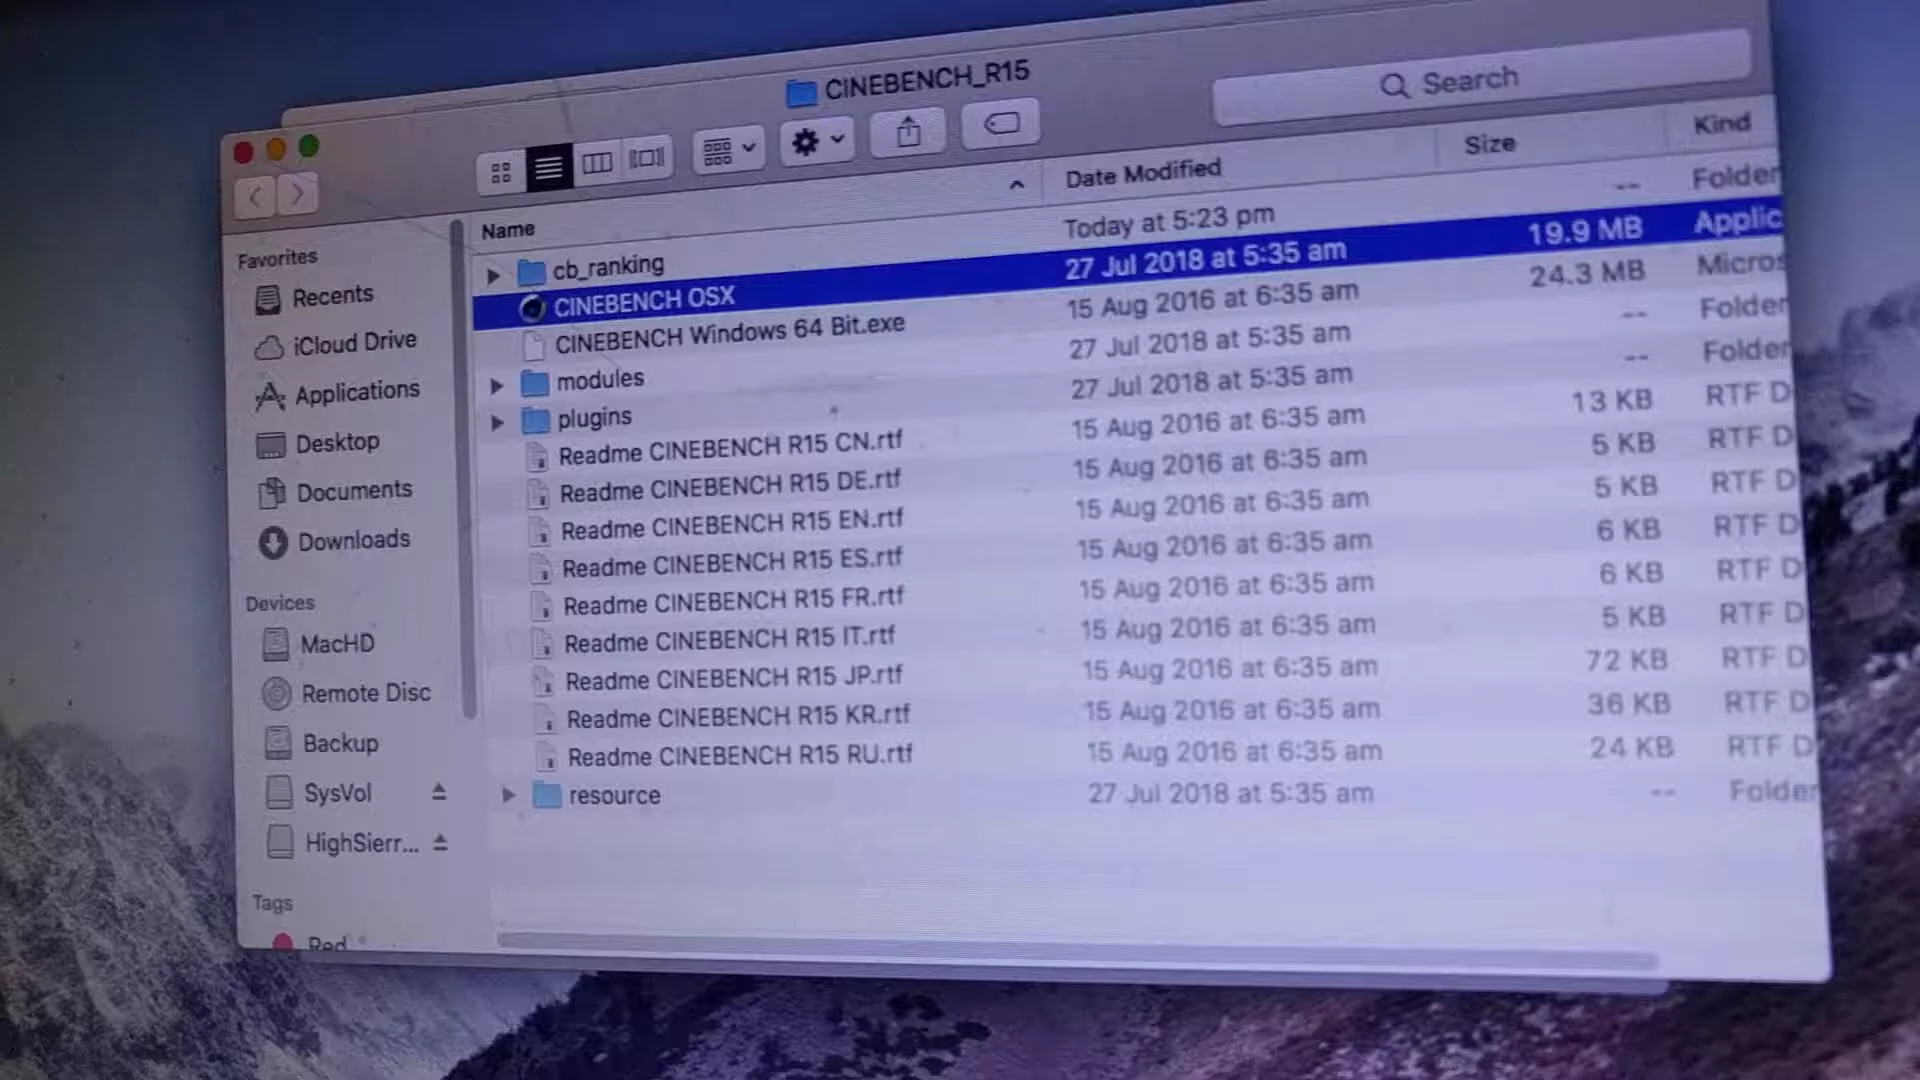 CINEBENCH_R15
Search
Name
Date Modified
Size
Kind
Favorites
Recents
iCloud Drive
Applications
Desktop
Documents
Downloads
Devices
MacHD
Remote Disc
Backup
SysVol
HighSierr...
Tags
Red
cb_ranking Today at 5:23 pm -- Folder
CINEBENCH OSX 27 Jul 2018 at 5:35 am 19.9 MB Applic
CINEBENCH Windows 64 Bit.exe 15 Aug 2016 at 6:35 am 24.3 MB Micros
modules 27 Jul 2018 at 5:35 am -- Folder
plugins 27 Jul 2018 at 5:35 am -- Folder
Readme CINEBENCH R15 CN.rtf 15 Aug 2016 at 6:35 am 13 KB RTF D
Readme CINEBENCH R15 DE.rtf 15 Aug 2016 at 6:35 am 5 KB RTF D
Readme CINEBENCH R15 EN.rtf 15 Aug 2016 at 6:35 am 5 KB RTF D
Readme CINEBENCH R15 ES.rtf 15 Aug 2016 at 6:35 am 6 KB RTF D
Readme CINEBENCH R15 FR.rtf 15 Aug 2016 at 6:35 am 6 KB RTF D
Readme CINEBENCH R15 IT.rtf 15 Aug 2016 at 6:35 am 5 KB RTF D
Readme CINEBENCH R15 JP.rtf 15 Aug 2016 at 6:35 am 72 KB RTF D
Readme CINEBENCH R15 KR.rtf 15 Aug 2016 at 6:35 am 36 KB RTF D
Readme CINEBENCH R15 RU.rtf 15 Aug 2016 at 6:35 am 24 KB RTF D
resource 27 Jul 2018 at 5:35 am -- Folder